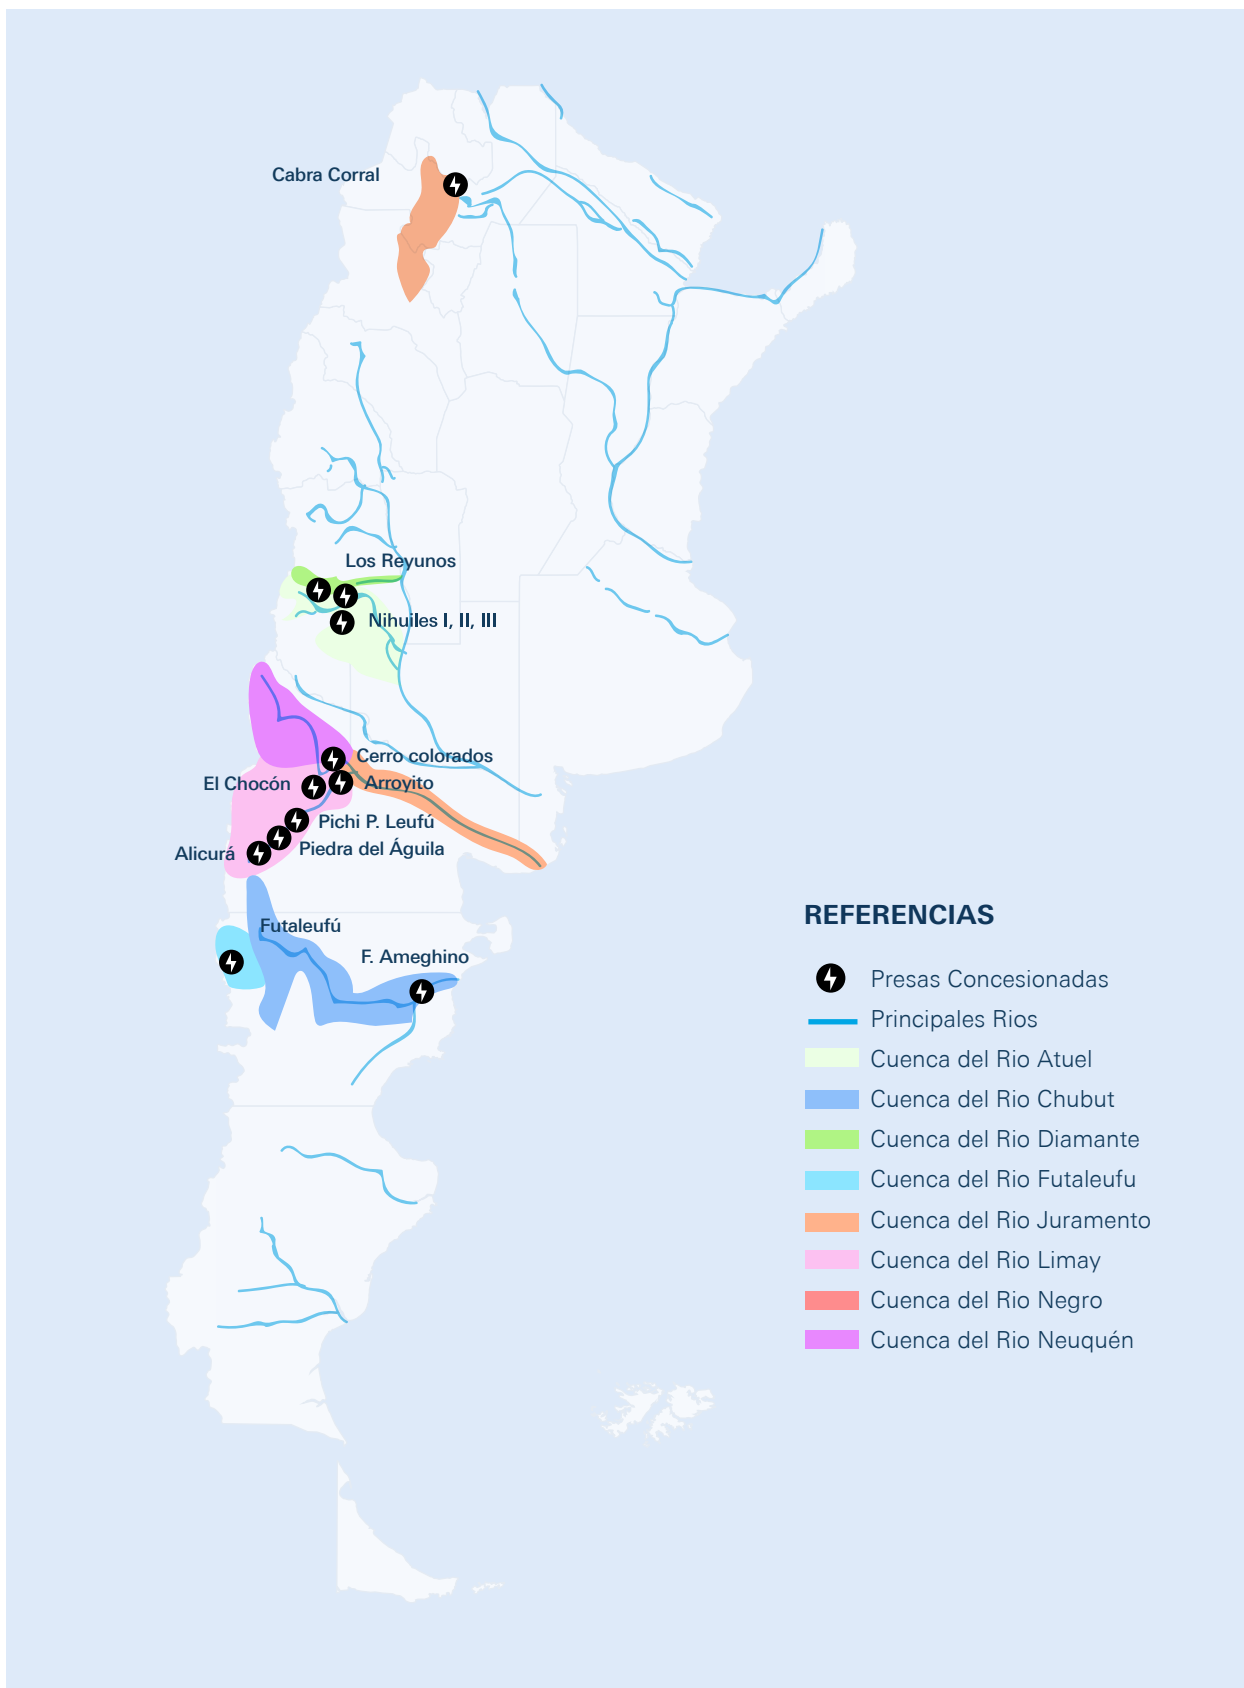 Cabra Corral
Los Reyunos
Nihuiles I, II, III
Cerro colorados
El Chocón
Arroyito
Pichi P. Leufú
Piedra del Águila
Alicurá
Futaleufú
F. Ameghino
REFERENCIAS
Presas Concesionadas
Principales Rios
Cuenca del Rio Atuel
Cuenca del Rio Chubut
Cuenca del Rio Diamante
Cuenca del Rio Futaleufu
Cuenca del Rio Juramento
Cuenca del Rio Limay
Cuenca del Rio Negro
Cuenca del Rio Neuquén